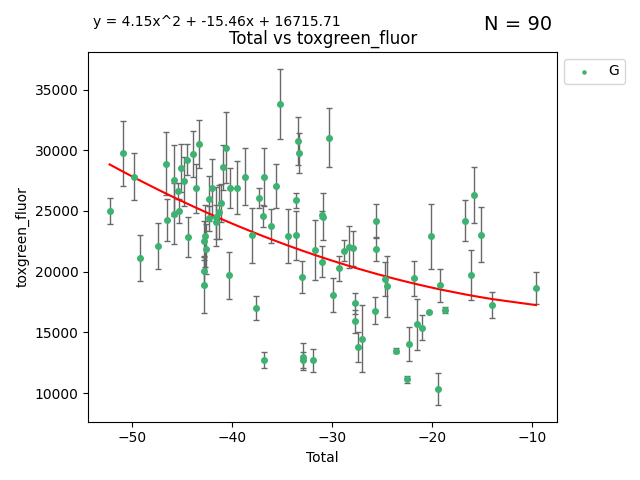 y = 4.15x^2 + -15.46x + 16715.71
N = 90
Total vs toxgreen_fluor
G
toxgreen_fluor
35000
30000
25000
20000
15000
10000
−50
−40
−30
−20
−10
Total